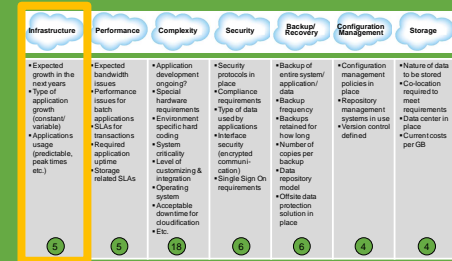 Infrastructure
Performance
Complexity
Security
Backup/
Recovery
Configuration
Management
Storage
• Expected
growth in the
next years
• Type of
application
growth
(constant/
variable)
• Applications
usage
(predictable,
peak times
etc.)
• Expected
bandwidth
issues
• Performance
issues for
batch
applications
• SLAs for
transactions
• Required
application
uptime
• Storage
related SLAs
• Application
development
ongoing?
• Special
hardware
requirements
• Environment
specific hard
coding
• System
criticality
• Level of
customizing &
integration
• Operating
system
• Acceptable
downtime for
cloudification
• Etc.
• Security
protocols in
place
• Compliance
requirements
• Type of data
used by
applications
• Interface
security
(encrypted
communi-
cation)
• Single Sign On
requirements
• Backup of
entire system/
application/
data
• Backup
frequency
• Backups
retained for
how long
• Number of
copies per
backup
• Data
repository
model
• Offsite data
protection
solution in
place
• Configuration
management
policies in
place
• Repository
management
systems in use
• Version control
defined
• Nature of data
to be stored
• Co-location
required to
meet
requirements
• Data center in
place
• Current costs
per GB
5
5
18
6
6
4
4